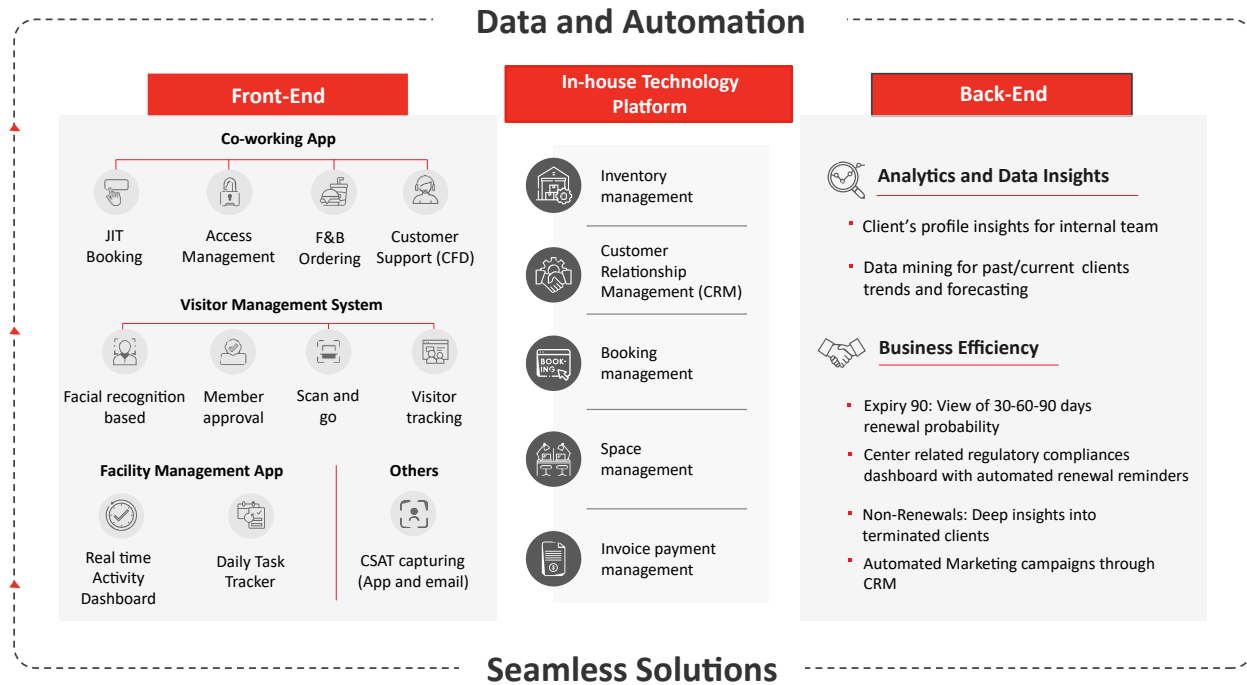 Data and Automation
Front-End
Co-working App
JIT
Booking
Access
Management
F&B
Ordering
Customer
Support (CFD)
Visitor Management System
Facial recognition
based
Member
approval
Scan and
go
Visitor
tracking
Facility Management App
Real time
Activity
Dashboard
Daily Task
Tracker
Others
CSAT capturing
(App and email)
In-house Technology
Platform
Inventory
management
Customer
Relationship
Management (CRM)
BOOK-
ING
Booking
management
Space
management
Invoice payment
management
Back-End
Analytics and Data Insights
Client's profile insights for internal team
Data mining for past/current clients
trends and forecasting
Business Efficiency
Expiry 90: View of 30-60-90 days
renewal probability
Center related regulatory compliances
dashboard with automated renewal reminders
Non-Renewals: Deep insights into
terminated clients
Automated Marketing campaigns through
CRM
Seamless Solutions